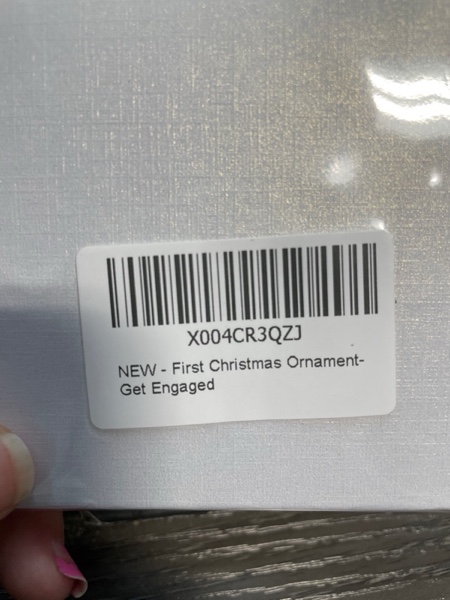 X004CR3QZJ
NEW - First Christmas Ornament-
Get Engaged